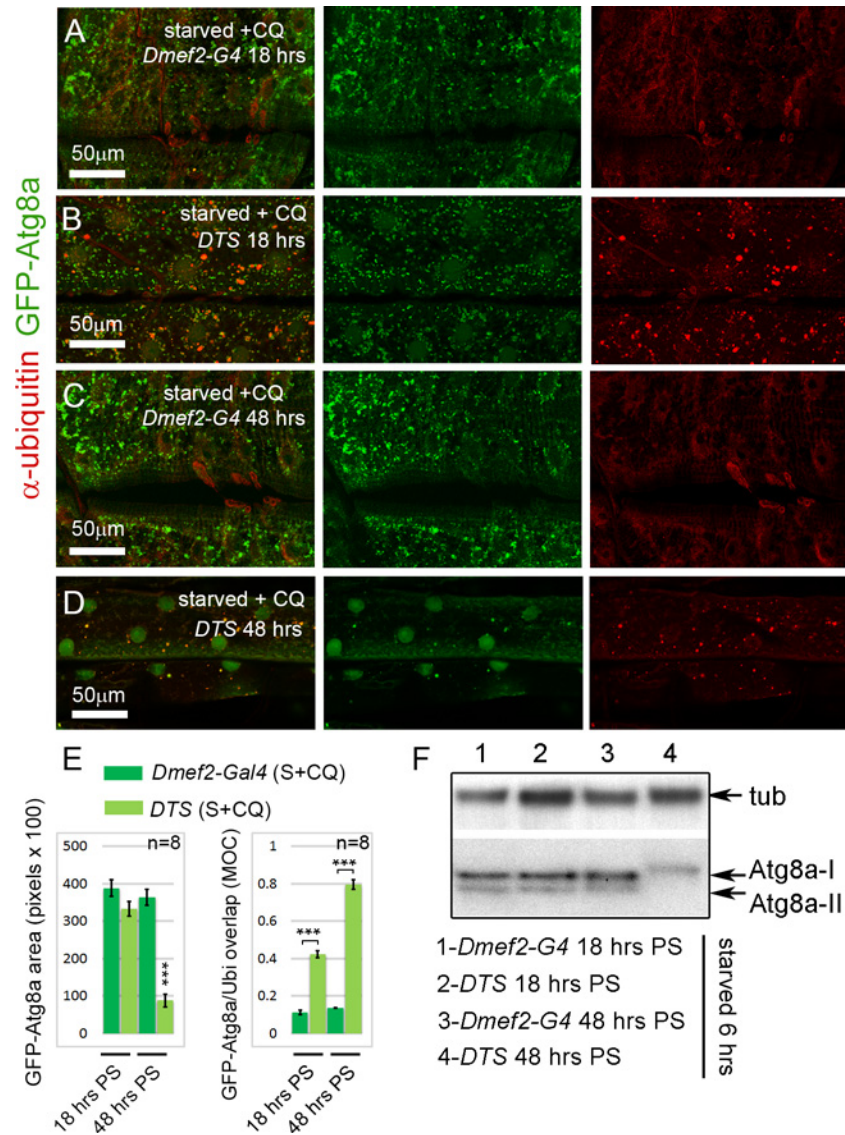 α-ubiquitin GFP-Atg8a
A
starved +CQ
Dmef2-G4 18 hrs
50μm
B
starved + CQ
DTS 18 hrs
50μm
C
starved +CQ
Dmef2-G4 48 hrs
50μm
D
starved + CQ
DTS 48 hrs
50μm
E
Dmef2-Gal4 (S+CQ)
DTS (S+CQ)
GFP-Atg8a area (pixels x 100)
500
400
300
200
100
0
n=8
***
18 hrs PS
48 hrs PS
GFP-Atg8a/Ubi overlap (MOC)
1
0.8
0.6
0.4
0.2
0
n=8
***
***
18 hrs PS
48 hrs PS
F
1 2 3 4
tub
Atg8a-I
Atg8a-II
1-Dmef2-G4 18 hrs PS
2-DTS 18 hrs PS
3-Dmef2-G4 48 hrs PS
4-DTS 48 hrs PS
starved 6 hrs